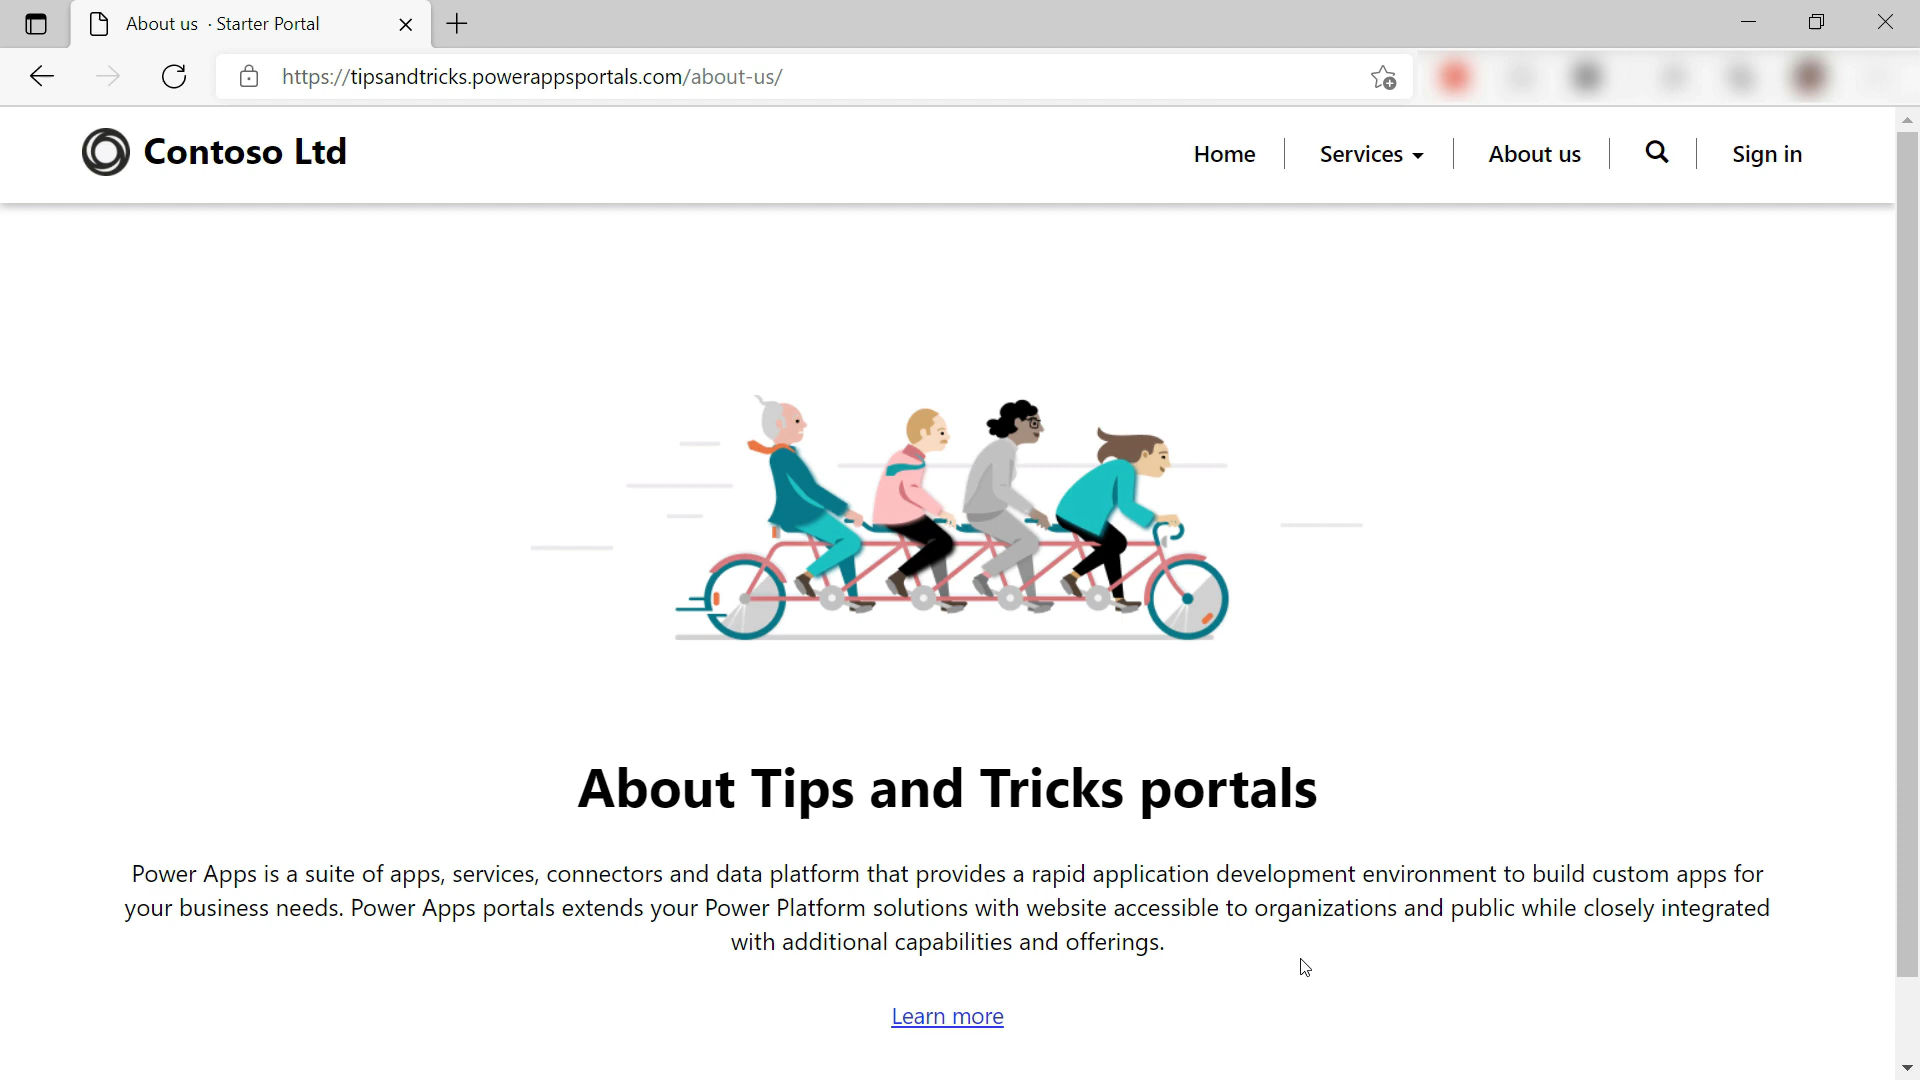 About us · Starter Portal
https://tipsandtricks.powerappsportals.com/about-us/
Contoso Ltd
Home
Services
About us
Sign in
About Tips and Tricks portals
Power Apps is a suite of apps, services, connectors and data platform that provides a rapid application development environment to build custom apps for
your business needs. Power Apps portals extends your Power Platform solutions with website accessible to organizations and public while closely integrated
with additional capabilities and offerings.
Learn more